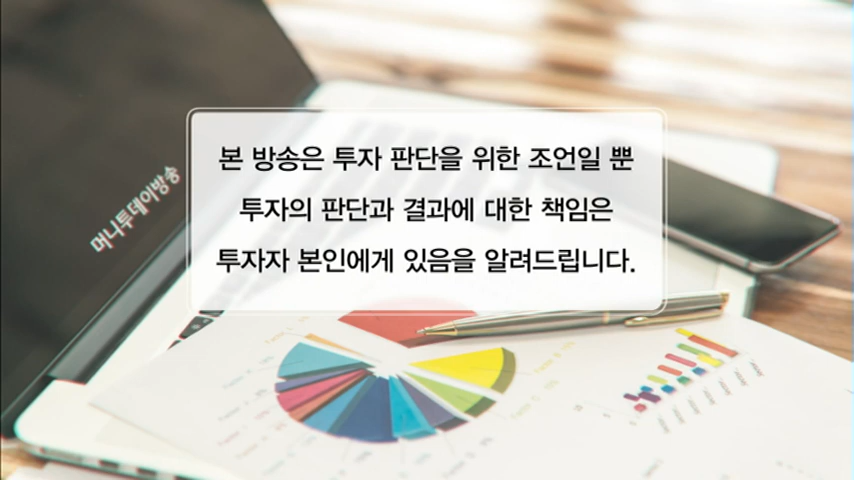 본 방송은 투자 판단을 위한 조언일 뿐
투자의 판단과 결과에 대한 책임은
투자자 본인에게 있음을 알려드립니다.
머니투데이방송